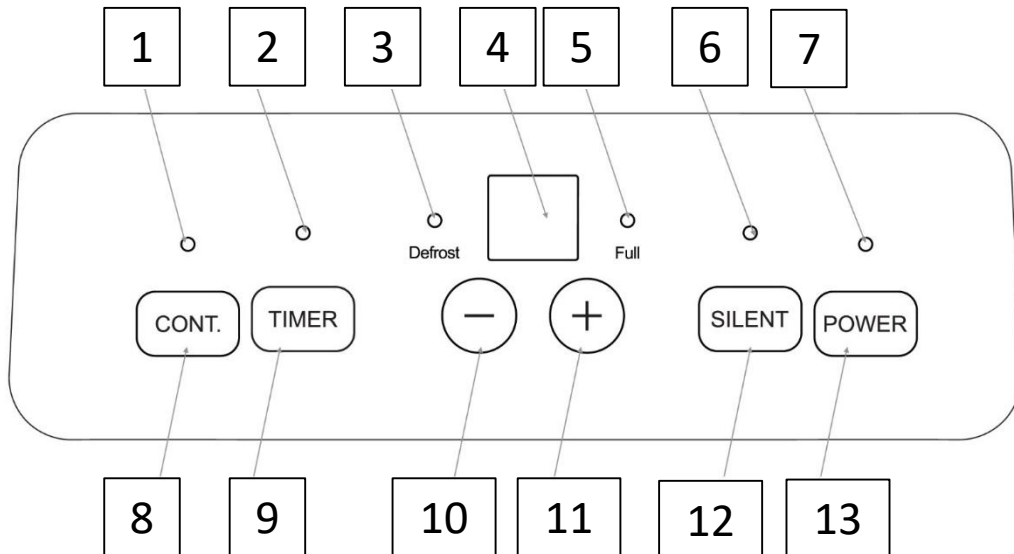 1 2 3 4 5 6 7
Defrost Full
CONT. TIMER − + SILENT POWER
8 9 10 11 12 13